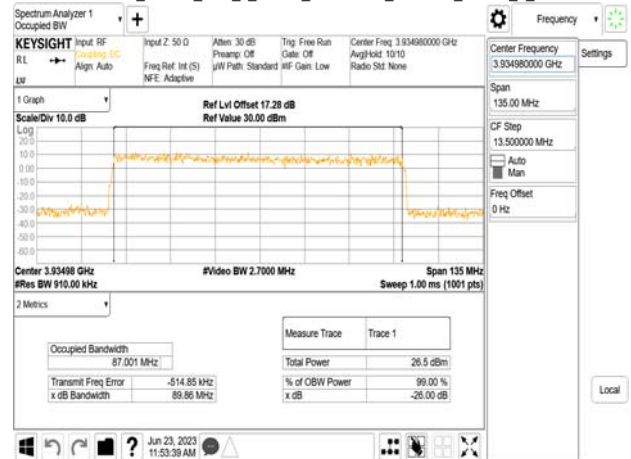 Spectrum Analyzer 1
Occupied BW
Frequency
KEYSIGHT
Input: RF
Coupling: DC
Align: Auto
Input Z: 50 Ω
Freq Ref: Int (S)
NFE: Adaptive
Atten: 30 dB
Preamp: Off
µW Path: Standard
Trig: Free Run
Gate: Off
#IF Gain: Low
Center Freq: 3.934980000 GHz
Avg|Hold: 10/10
Radio Std: None
RL
LV
Center Frequency
3.934980000 GHz
Settings
Span
135.00 MHz
CF Step
13.500000 MHz
Auto
Man
Freq Offset
0 Hz
1 Graph
Scale/Div 10.0 dB
Ref Lvl Offset 17.28 dB
Ref Value 30.00 dBm
Log
20.0
10.0
0.00
-10.0
-20.0
-30.0
-40.0
-50.0
-60.0
Center 3.93498 GHz
#Res BW 910.00 kHz
#Video BW 2.7000 MHz
Span 135 MHz
Sweep 1.00 ms (1001 pts)
2 Metrics
Measure Trace
Trace 1
Occupied Bandwidth
87.001 MHz
Total Power
26.5 dBm
Transmit Freq Error
-514.85 kHz
% of OBW Power
99.00 %
x dB Bandwidth
89.86 MHz
x dB
-26.00 dB
Local
?
Jun 23, 2023
11:53:39 AM